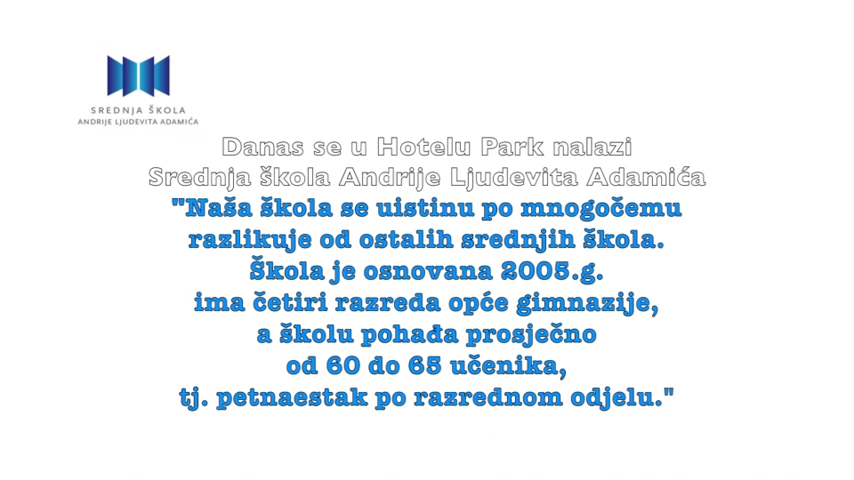 SREDNJA ŠKOLA
ANDRIJE LJUDEVITA ADAMIĆA
Danas se u Hotelu Park nalazi
Srednja škola Andrije Ljudevita Adamića
"Naša škola se uistinu po mnogočemu
razlikuje od ostalih srednjih škola.
Škola je osnovana 2005.g.
ima četiri razreda opće gimnazije,
a školu pohađa prosječno
od 60 do 65 učenika,
tj. petnaestak po razrednom odjelu."